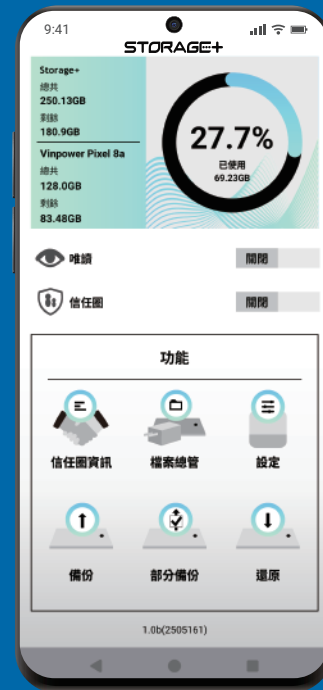 9:41
STORAGE+
Storage+
總共
250.13GB
剩餘
180.9GB
Vinpower Pixel 8a
總共
128.0GB
剩餘
83.48GB
27.7%
已使用
69.23GB
唯讀
關閉
信任圈
關閉
功能
信任圈資訊
檔案總管
設定
備份
部分備份
還原
1.0b(2505161)